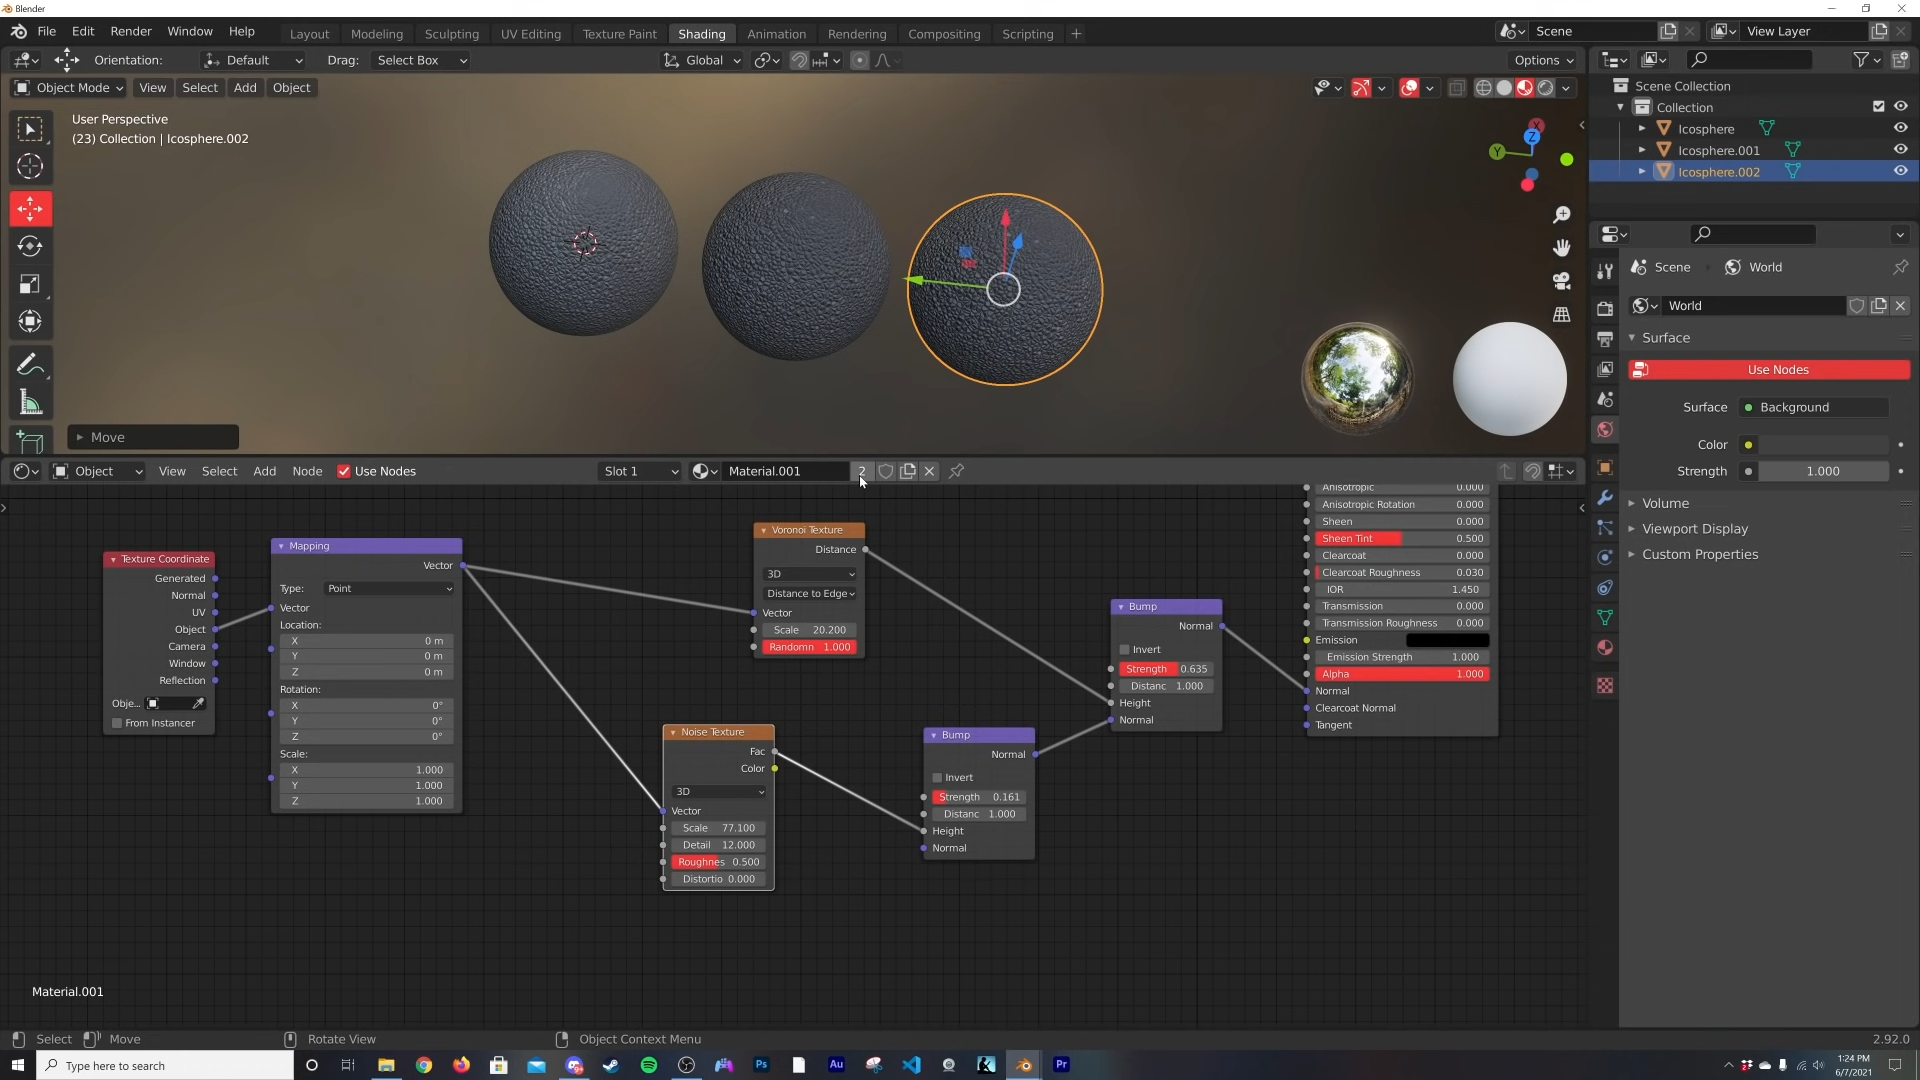 Blender
File Edit Render Window Help
Layout Modeling Sculpting UV Editing Texture Paint Shading Animation Rendering Compositing Scripting +
Scene
View Layer
Orientation: Default Drag: Select Box Global Options
Object Mode View Select Add Object
User Perspective
(23) Collection | Icosphere.002
X
Z
Y
Move
Scene Collection
Collection
Icosphere
Icosphere.001
Icosphere.002
Scene World
World
Surface
Use Nodes
Surface Background
Color
Strength 1.000
Volume
Viewport Display
Custom Properties
Object View Select Add Node Use Nodes Slot 1 Material.001 2
Texture Coordinate
Generated
Normal
UV
Object
Camera
Window
Reflection
Obje...
From Instancer
Mapping
Vector
Type: Point
Vector
Location:
X 0 m
Y 0 m
Z 0 m
Rotation:
X 0°
Y 0°
Z 0°
Scale:
X 1.000
Y 1.000
Z 1.000
Voronoi Texture
Distance
3D
Distance to Edge
Vector
Scale 20.200
Randomn 1.000
Noise Texture
Fac
Color
3D
Vector
Scale 77.100
Detail 12.000
Roughnes 0.500
Distortio 0.000
Bump
Normal
Invert
Strength 0.161
Distanc 1.000
Height
Normal
Bump
Normal
Invert
Strength 0.635
Distanc 1.000
Height
Normal
Anisotropic 0.000
Anisotropic Rotation 0.000
Sheen 0.000
Sheen Tint 0.500
Clearcoat 0.000
Clearcoat Roughness 0.030
IOR 1.450
Transmission 0.000
Transmission Roughness 0.000
Emission
Emission Strength 1.000
Alpha 1.000
Normal
Clearcoat Normal
Tangent
Material.001
Select Move Rotate View Object Context Menu 2.92.0
Type here to search
Ps
Au
Pr
1:24 PM
6/7/2021